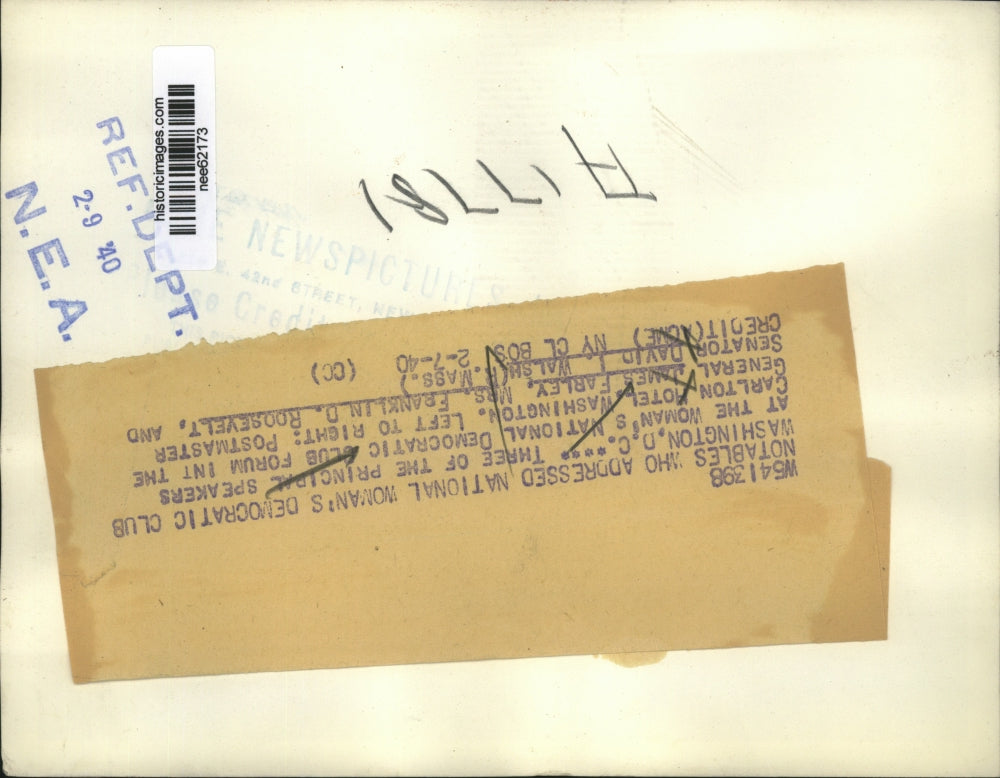 historicimages.com
nee62173
REF. DEPT.
2-9 '40
N.E.A.
A-17781
NEWSPICTURES
42nd STREET, NEW
W641398
NOTABLES WHO ADDRESSED NATIONAL WOMAN'S DEMOCRATIC CLUB
WASHINGTON, D.C.**** THREE OF THE PRINCIPAL SPEAKERS
AT THE WOMAN'S NATIONAL DEMOCRATIC CLUB FORUM INT THE
CARLTON HOTEL, WASHINGTON. LEFT TO RIGHT: POSTMASTER
GENERAL JAMES FARLEY, MRS. FRANKLIN D. ROOSEVELT, AND
SENATOR DAVID I WALSH (MASS.)
CREDIT(ACME) NY CL BOS 2-7-40 (CC)